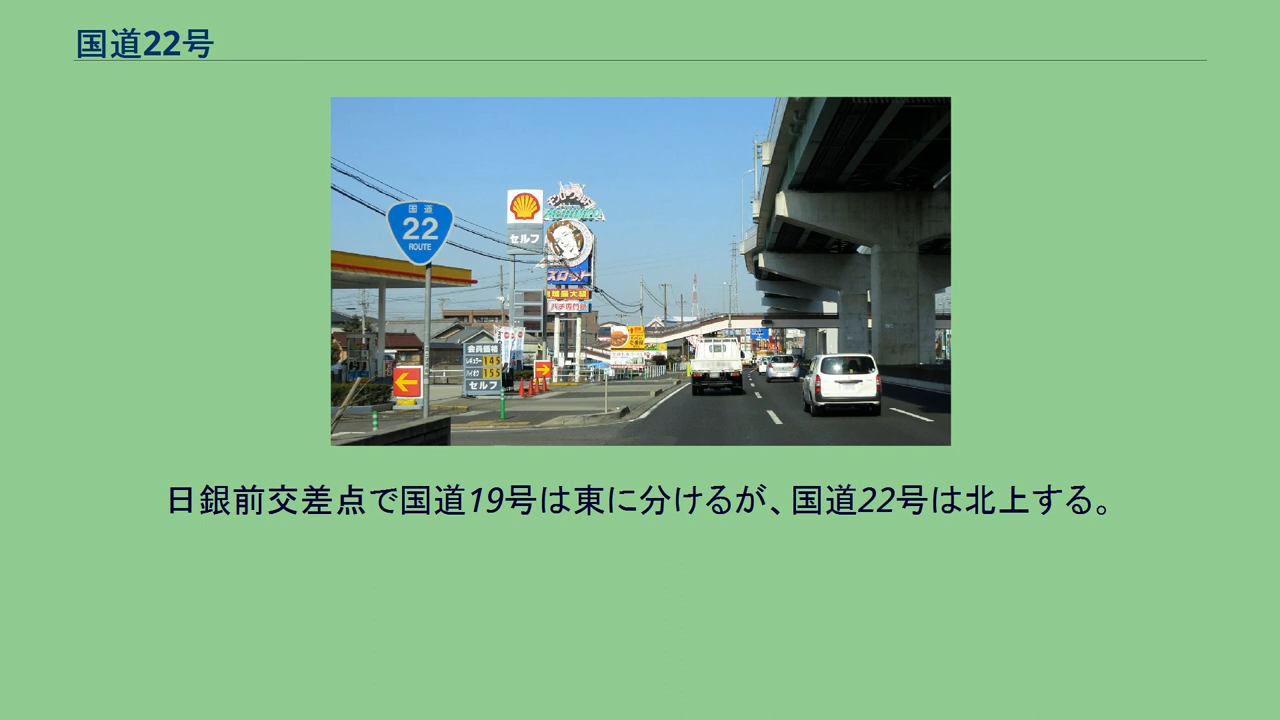 国道22号
国道
22
ROUTE
セルフ
スロット
会員価格
レギュラー 145
ハイオク 155
セルフ
日銀前交差点で国道19号は東に分けるが、国道22号は北上する。